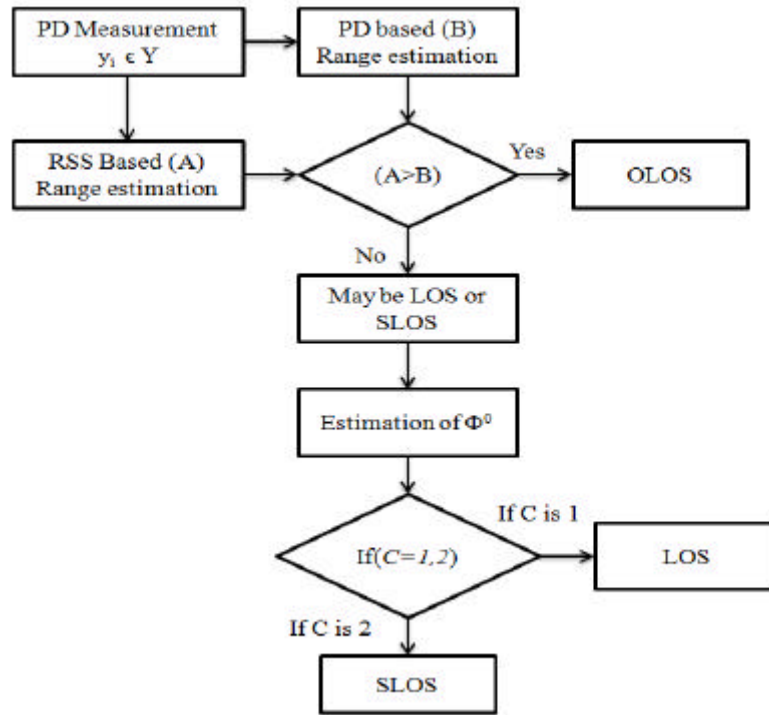 PD Measurement
yᵢ ϵ Y
PD based (B)
Range estimation
RSS Based (A)
Range estimation
(A>B)
Yes
OLOS
No
May be LOS or
SLOS
Estimation of Φ⁰
If(C=1,2)
If C is 1
LOS
If C is 2
SLOS